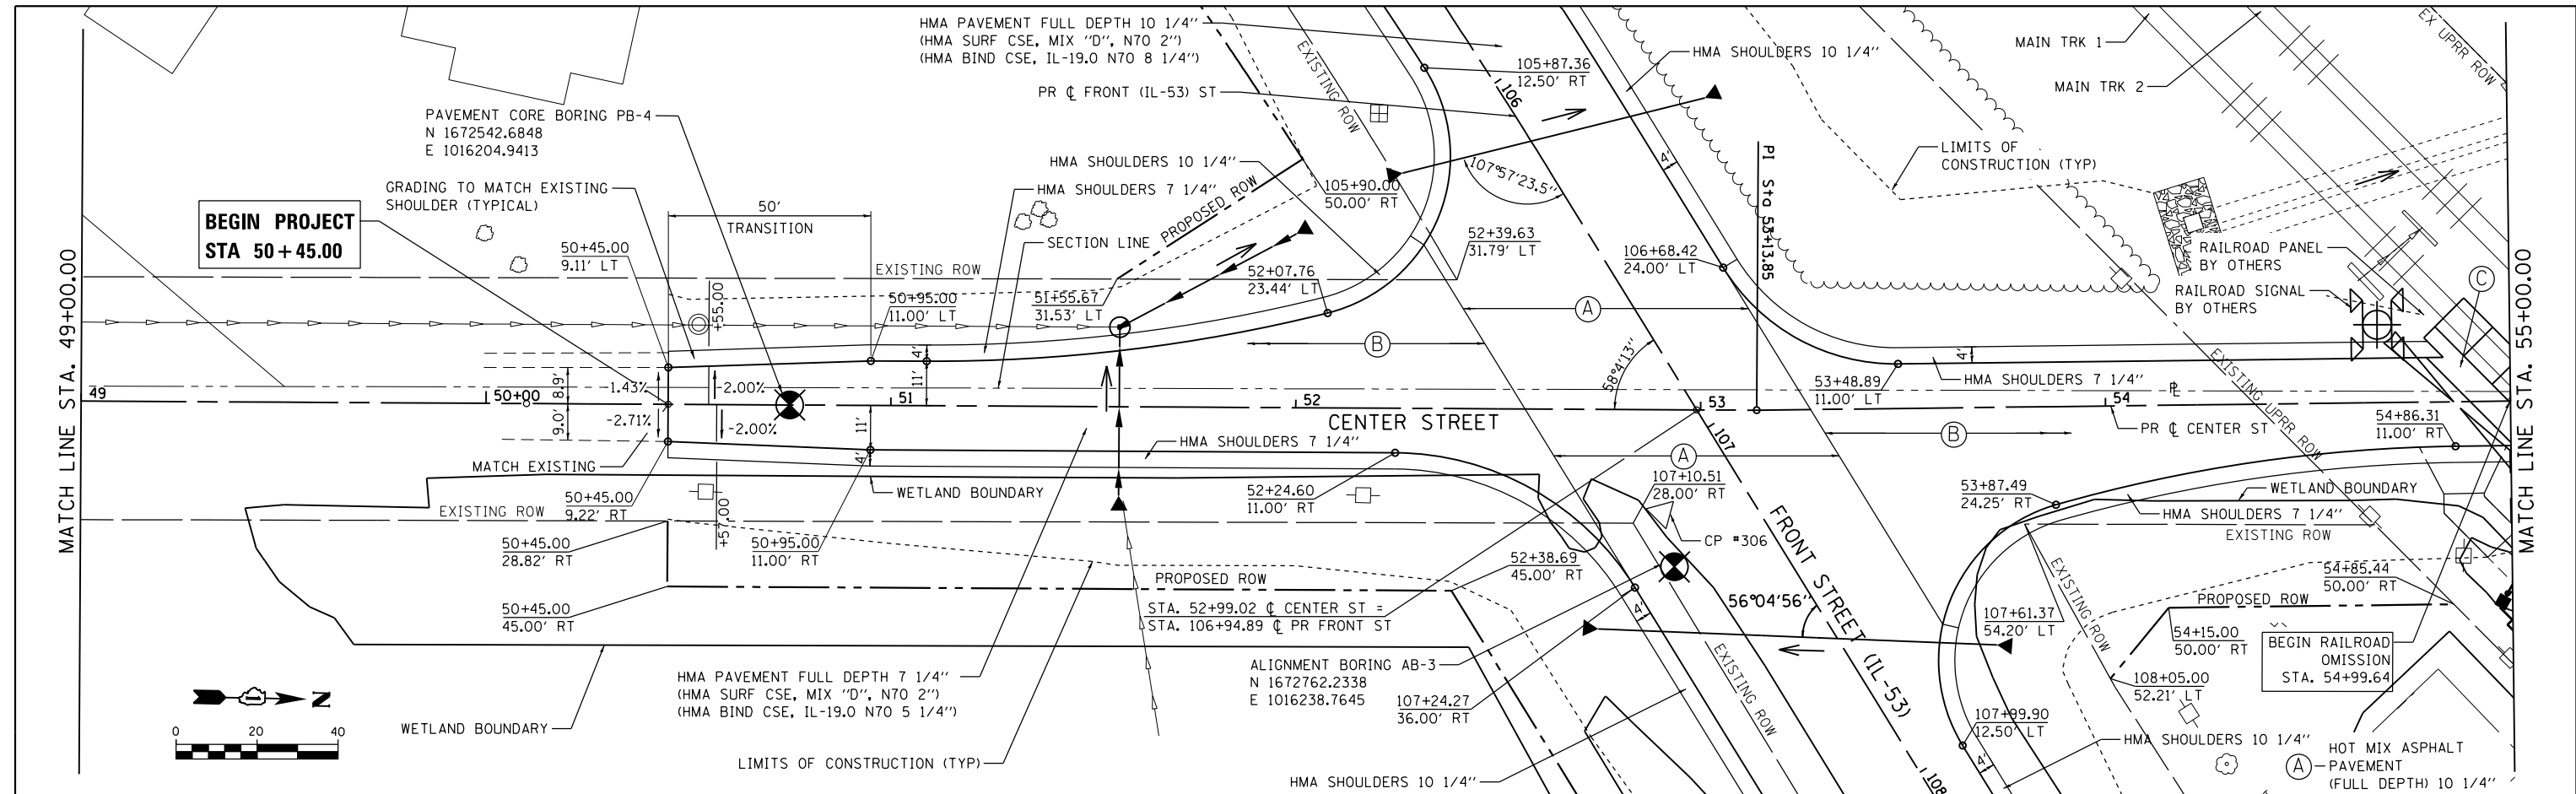 MATCH LINE STA. 49+00.00
HMA PAVEMENT FULL DEPTH 10 1/4"
(HMA SURF CSE, MIX "D", N70 2")
(HMA BIND CSE, IL-19.0 N70 8 1/4")
PR ℄ FRONT (IL-53) ST
PAVEMENT CORE BORING PB-4
N 1672542.6848
E 1016204.9413
GRADING TO MATCH EXISTING
SHOULDER (TYPICAL)
BEGIN PROJECT
STA 50+45.00
50'
TRANSITION
HMA SHOULDERS 10 1/4"
HMA SHOULDERS 7 1/4"
SECTION LINE
PROPOSED ROW
EXISTING ROW
EXISTING ROW
105+87.36
12.50' RT
105+90.00
50.00' RT
107°57'23.5"
106
HMA SHOULDERS 10 1/4"
4'
PI Sta 53+13.85
LIMITS OF
CONSTRUCTION (TYP)
MAIN TRK 1
MAIN TRK 2
EX UPRR ROW
RAILROAD PANEL
BY OTHERS
RAILROAD SIGNAL
BY OTHERS
C
50+45.00
9.11' LT
+55.00
50+95.00
11.00' LT
51+55.67
31.53' LT
52+07.76
23.44' LT
52+39.63
31.79' LT
106+68.42
24.00' LT
A
B
58°4'13"
53+48.89
11.00' LT
4'
HMA SHOULDERS 7 1/4"
℄
EXISTING UPRR ROW
49
50+00
8.9'
9.0'
-1.43%
-2.00%
-2.71%
-2.00%
4'
11'
11'
4'
51
52
CENTER STREET
53
54
PR ℄ CENTER ST
54+86.31
11.00' RT
MATCH EXISTING
HMA SHOULDERS 7 1/4"
107
A
B
WETLAND BOUNDARY
50+45.00
9.22' RT
EXISTING ROW
+57.00
52+24.60
11.00' RT
107+10.51
28.00' RT
CP #306
53+87.49
24.25' RT
WETLAND BOUNDARY
HMA SHOULDERS 7 1/4"
EXISTING ROW
50+45.00
28.82' RT
50+95.00
11.00' RT
52+38.69
45.00' RT
PROPOSED ROW
50+45.00
45.00' RT
STA. 52+99.02 ℄ CENTER ST =
STA. 106+94.89 ℄ PR FRONT ST
4'
56°04'56"
FRONT STREET (IL-53)
EXISTING ROW
EXISTING ROW
107+61.37
54.20' LT
54+85.44
50.00' RT
PROPOSED ROW
54+15.00
50.00' RT
BEGIN RAILROAD
OMISSION
STA. 54+99.64
108+05.00
52.21' LT
107+99.90
12.50' LT
4'
108
HMA PAVEMENT FULL DEPTH 7 1/4"
(HMA SURF CSE, MIX "D", N70 2")
(HMA BIND CSE, IL-19.0 N70 5 1/4")
ALIGNMENT BORING AB-3
N 1672762.2338
E 1016238.7645
107+24.27
36.00' RT
N
0 20 40
WETLAND BOUNDARY
LIMITS OF CONSTRUCTION (TYP)
HMA SHOULDERS 10 1/4"
HMA SHOULDERS 10 1/4"
A
HOT MIX ASPHALT
PAVEMENT
(FULL DEPTH) 10 1/4"
MATCH LINE STA. 55+00.00